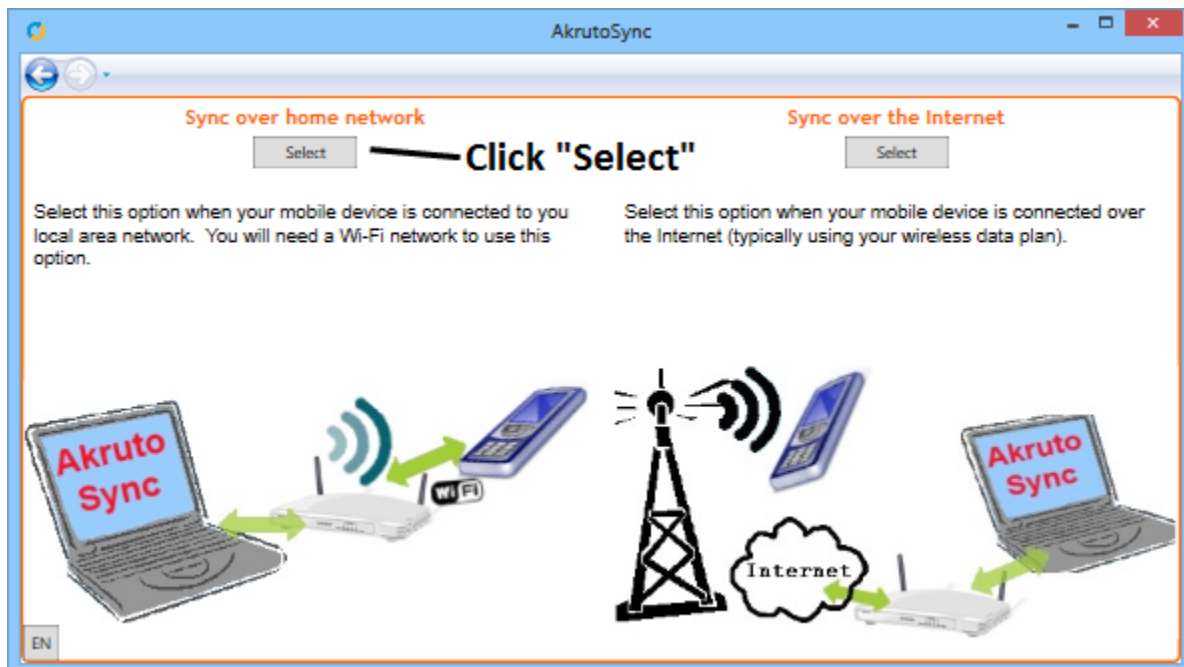 AkrutoSync
Sync over home network
Select
Click "Select"
Select this option when your mobile device is connected to you
local area network. You will need a Wi-Fi network to use this
option.
Sync over the Internet
Select
Select this option when your mobile device is connected over
the Internet (typically using your wireless data plan).
Akruto
Sync
Wi Fi
Internet
Akruto
Sync
EN